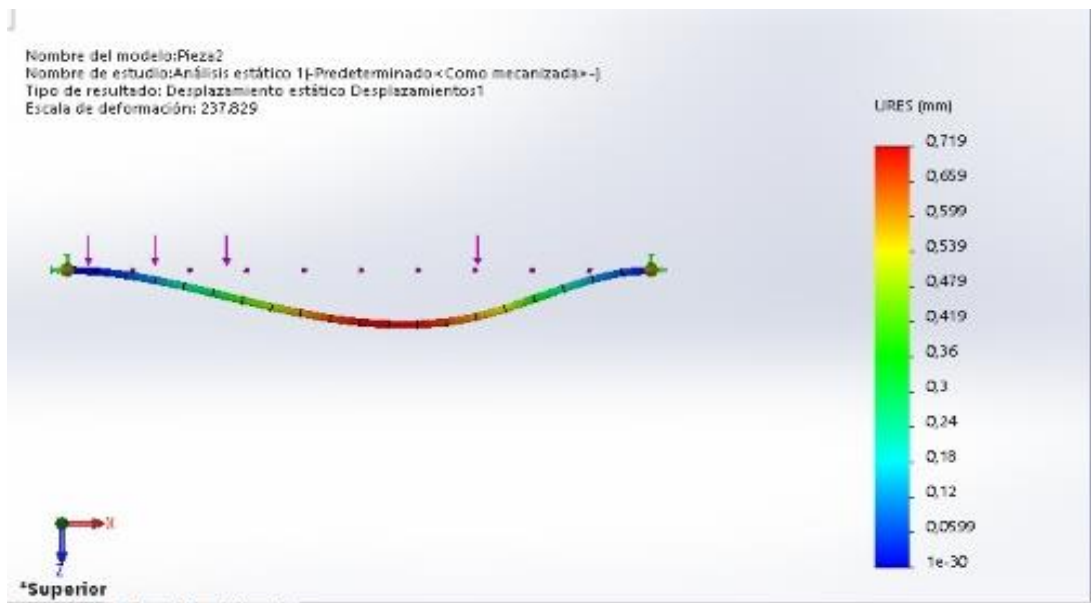 Nombre del modelo:Pieza2
Nombre de estudio:Análisis estático 1(-Predeterminado<Como mecanizada>-)
Tipo de resultado: Desplazamiento estático Desplazamientos1
Escala de deformación: 237,829
URES (mm)
0,719
0,659
0,599
0,539
0,479
0,419
0,36
0,3
0,24
0,18
0,12
0,0599
1e-30
X
Z
*Superior